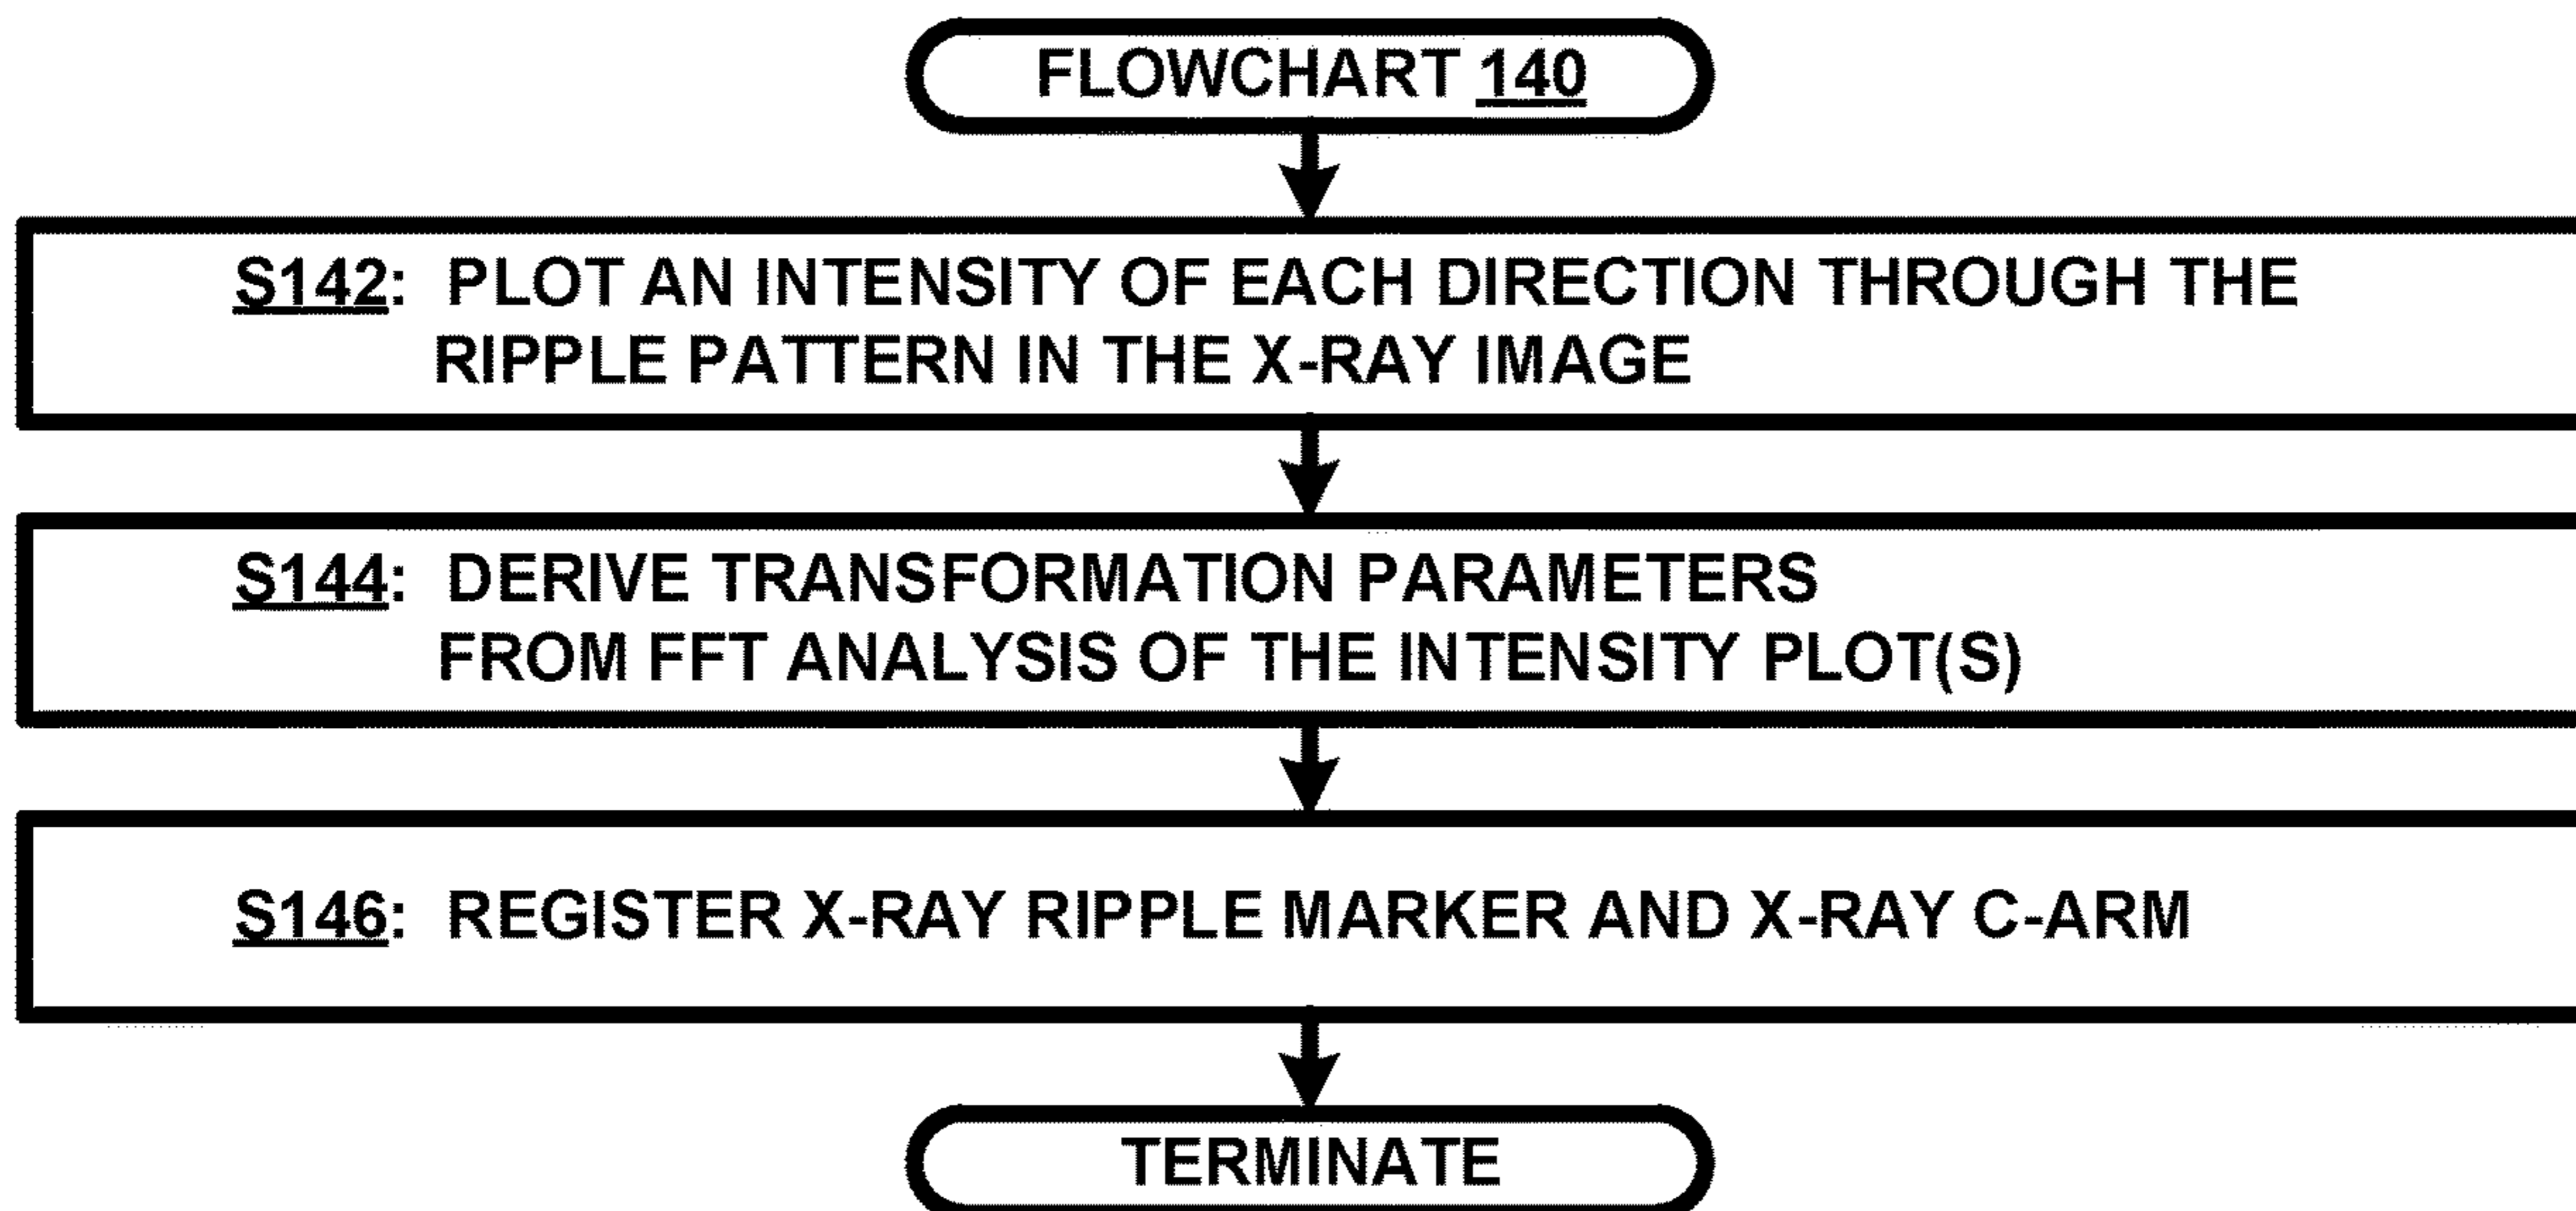 FLOWCHART 140
S142: PLOT AN INTENSITY OF EACH DIRECTION THROUGH THE
RIPPLE PATTERN IN THE X-RAY IMAGE
S144: DERIVE TRANSFORMATION PARAMETERS
FROM FFT ANALYSIS OF THE INTENSITY PLOT(S)
S146: REGISTER X-RAY RIPPLE MARKER AND X-RAY C-ARM
TERMINATE